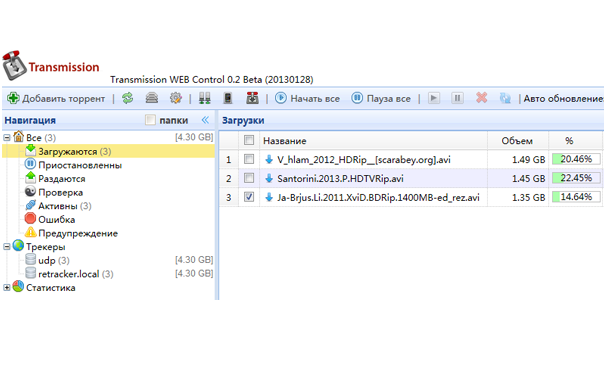 Transmission
Transmission WEB Control 0.2 Beta (20130128)
Добавить торрент Начать все Пауза все Авто обновление:
Навигация папки Загрузки
Все (3) [4.30 GB]
Загружаются (3)
Приостановленны
Раздаются
Проверка
Активны (3)
Ошибка
Предупреждение
Трекеры
udp (3) [4.30 GB]
retracker.local (3) [4.30 GB]
Статистика
Название Объем %
1 V_hlam_2012_HDRip__[scarabey.org].avi 1.49 GB 20.46%
2 Santorini.2013.P.HDTVRip.avi 1.45 GB 22.45%
3 Ja-Brjus.Li.2011.XviD.BDRip.1400MB-ed_rez.avi 1.35 GB 14.64%